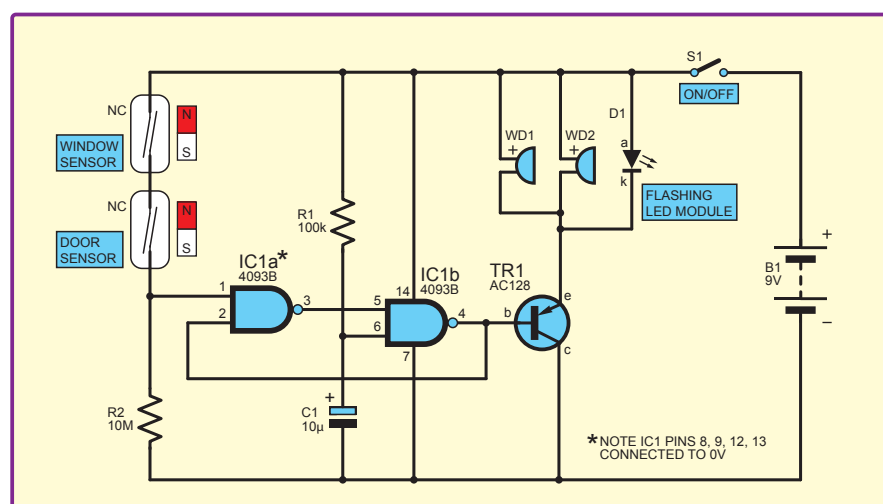 S1
ON/OFF
D1
NC
N
S
WINDOW
SENSOR
WD1
+
WD2
+
a
k
FLASHING
LED MODULE
NC
N
S
DOOR
SENSOR
R1
100k
IC1a*
4093B
IC1b
4093B
TR1
AC128
B1
9V
+
−
1
2
3
14
5
6
4
7
b
e
c
R2
10M
C1
10µ
+
*NOTE IC1 PINS 8, 9, 12, 13
CONNECTED TO 0V